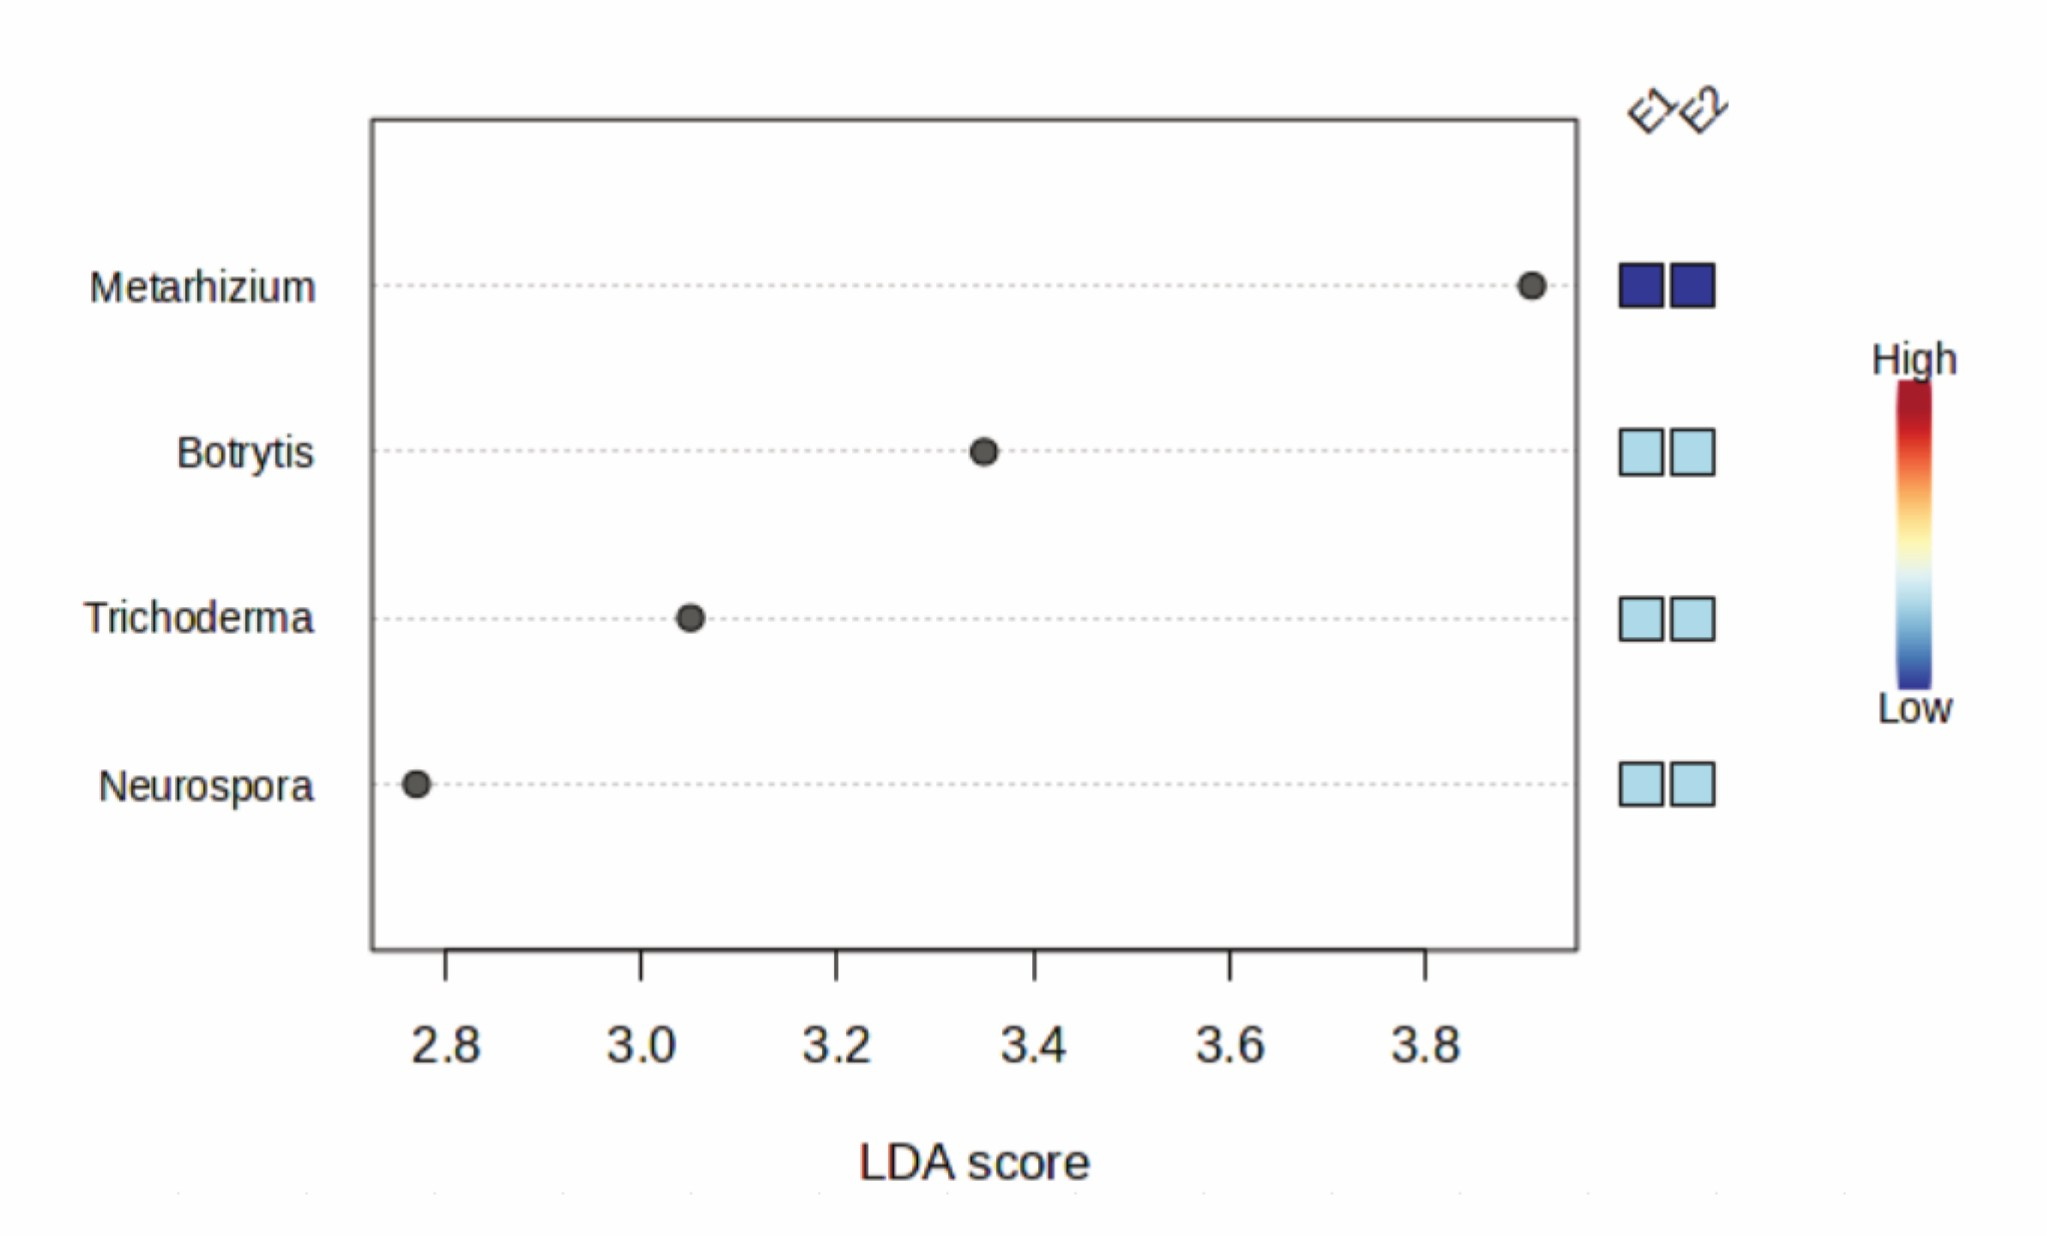 E1 E2
Metarhizium
High
Botrytis
Trichoderma
Low
Neurospora
2.8 3.0 3.2 3.4 3.6 3.8
LDA score